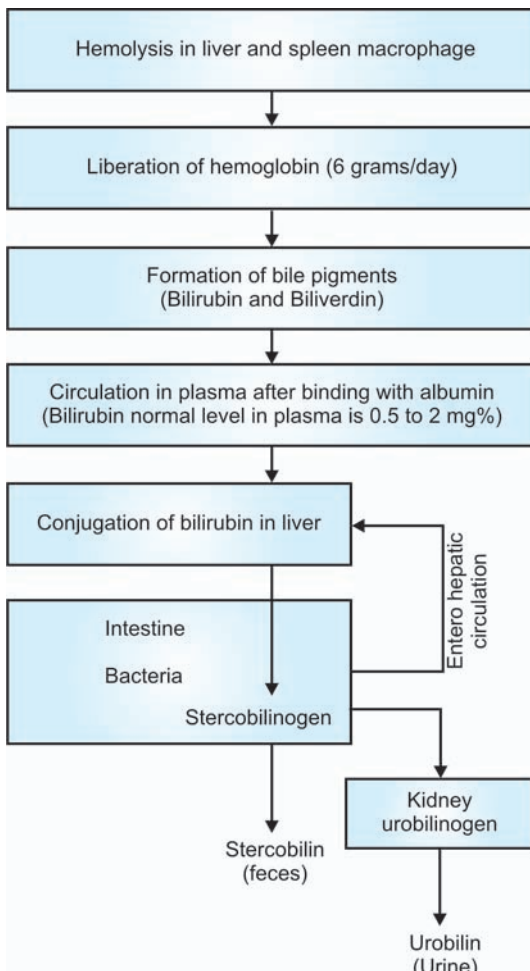 Hemolysis in liver and spleen macrophage
Liberation of hemoglobin (6 grams/day)
Formation of bile pigments
(Bilirubin and Biliverdin)
Circulation in plasma after binding with albumin
(Bilirubin normal level in plasma is 0.5 to 2 mg%)
Conjugation of bilirubin in liver
Entero hepatic
circulation
Intestine
Bacteria
Stercobilinogen
Kidney
urobilinogen
Stercobilin
(feces)
Urobilin
(Urine)